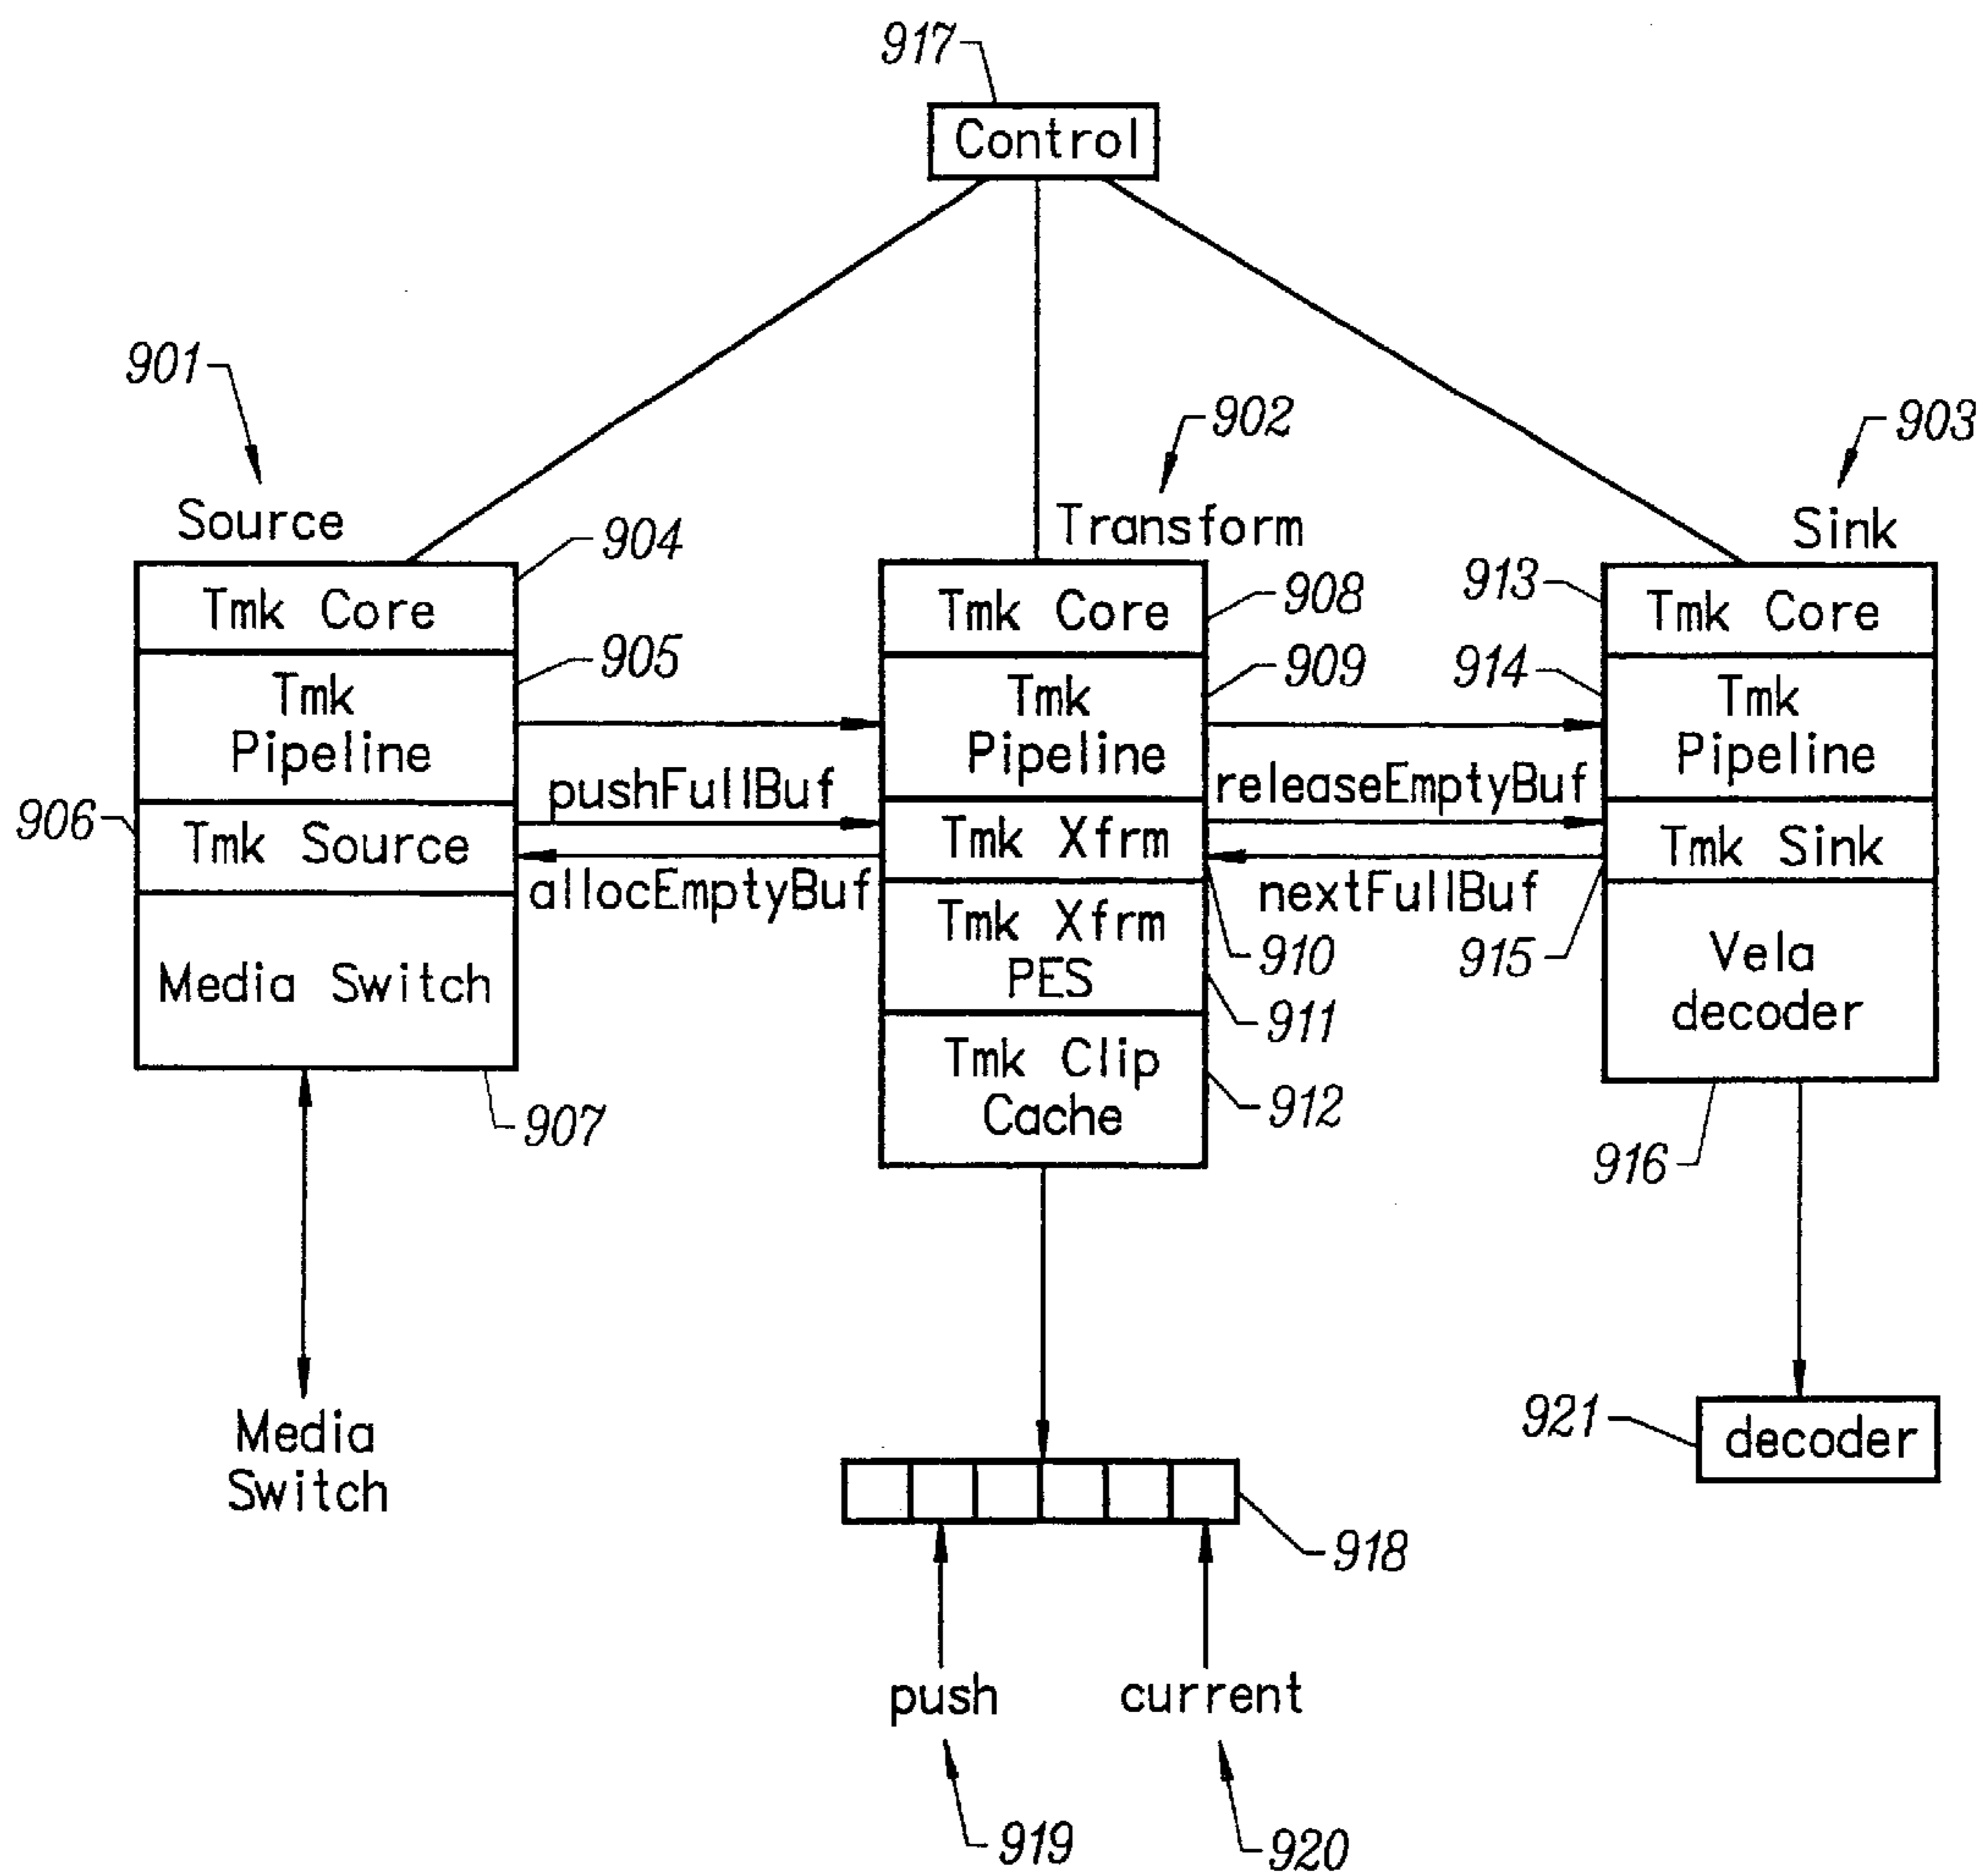 917
Control
901
902
903
Source
Transform
Sink
904
Tmk Core
908
Tmk Core
913
Tmk Core
905
Tmk
Pipeline
909
Tmk
Pipeline
914
Tmk
Pipeline
pushFullBuf
releaseEmptyBuf
906
Tmk Source
Tmk Xfrm
Tmk Sink
allocEmptyBuf
nextFullBuf
910
915
Media Switch
907
Tmk Xfrm
PES
911
Tmk Clip
Cache
912
Vela
decoder
916
Media
Switch
921
decoder
918
push
current
919
920